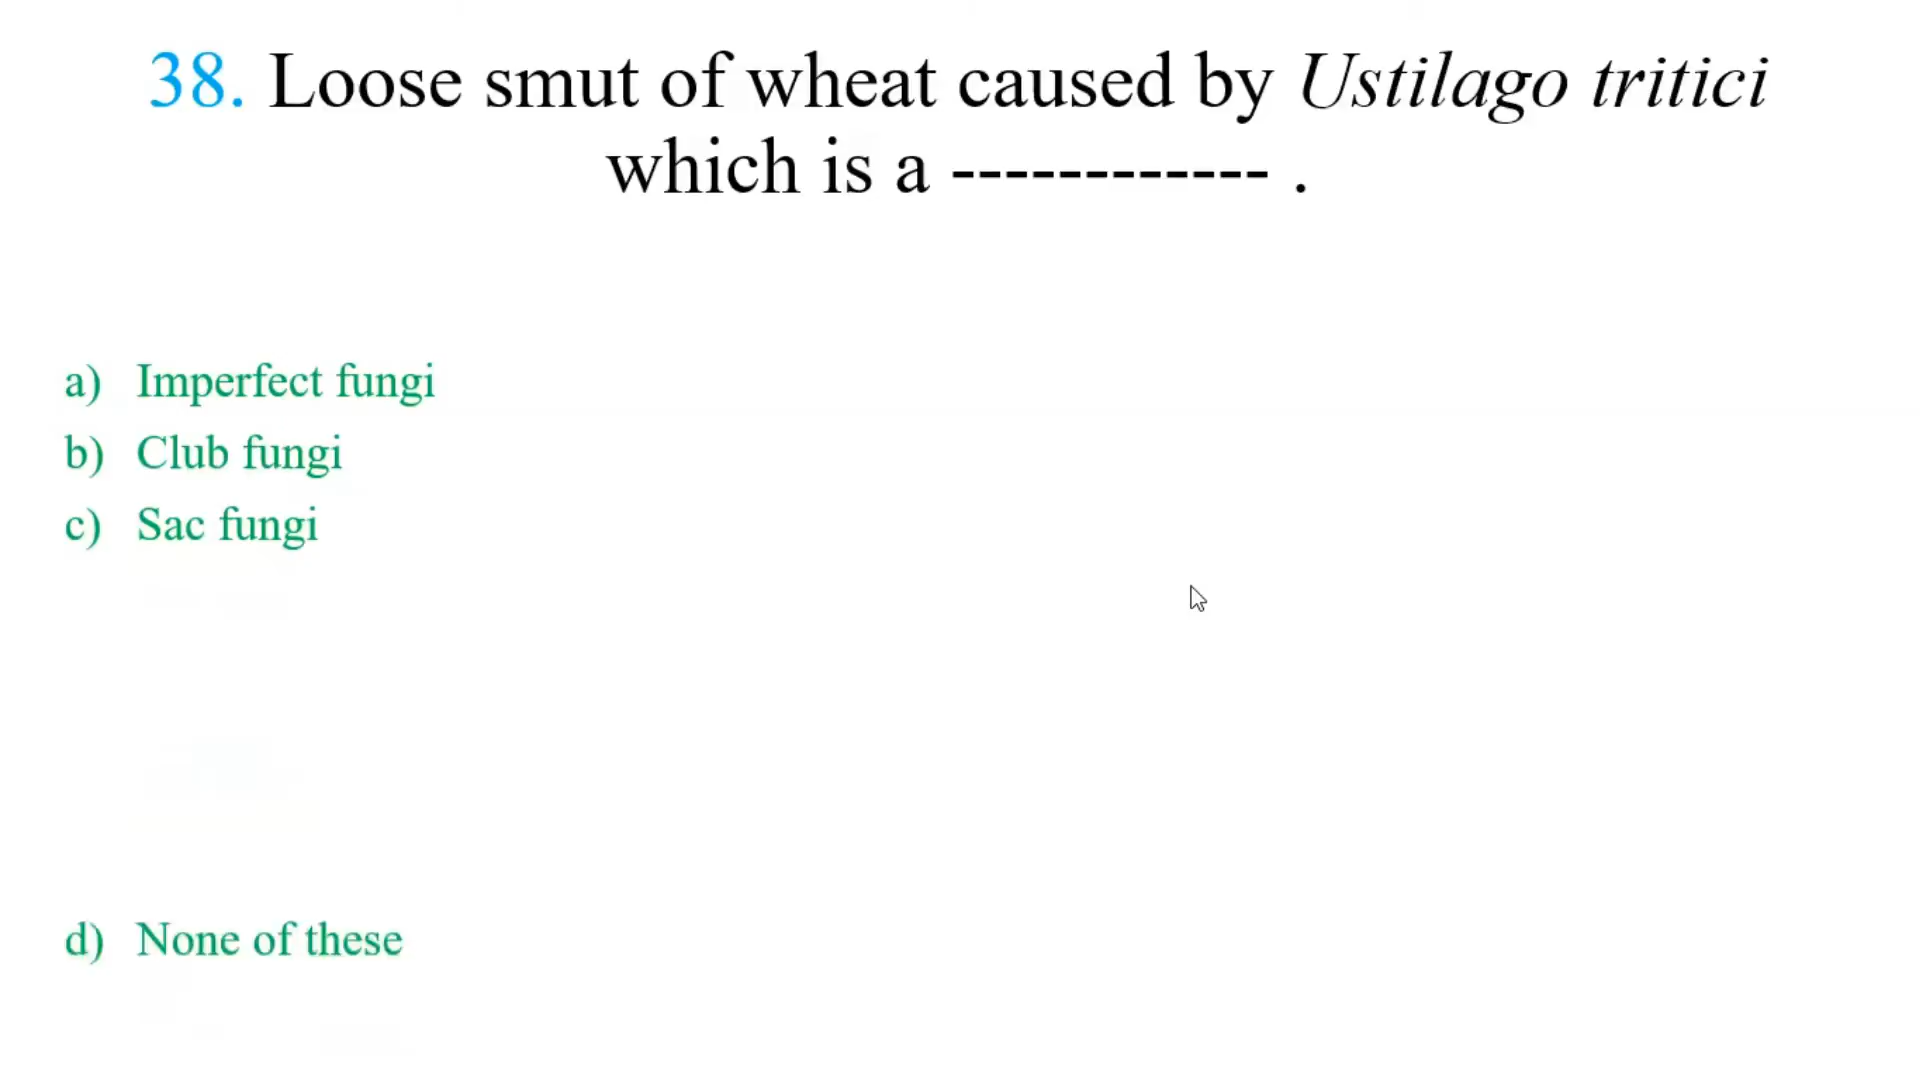 38. Loose smut of wheat caused by Ustilago tritici
which is a ------------ .
a) Imperfect fungi
b) Club fungi
c) Sac fungi
d) None of these